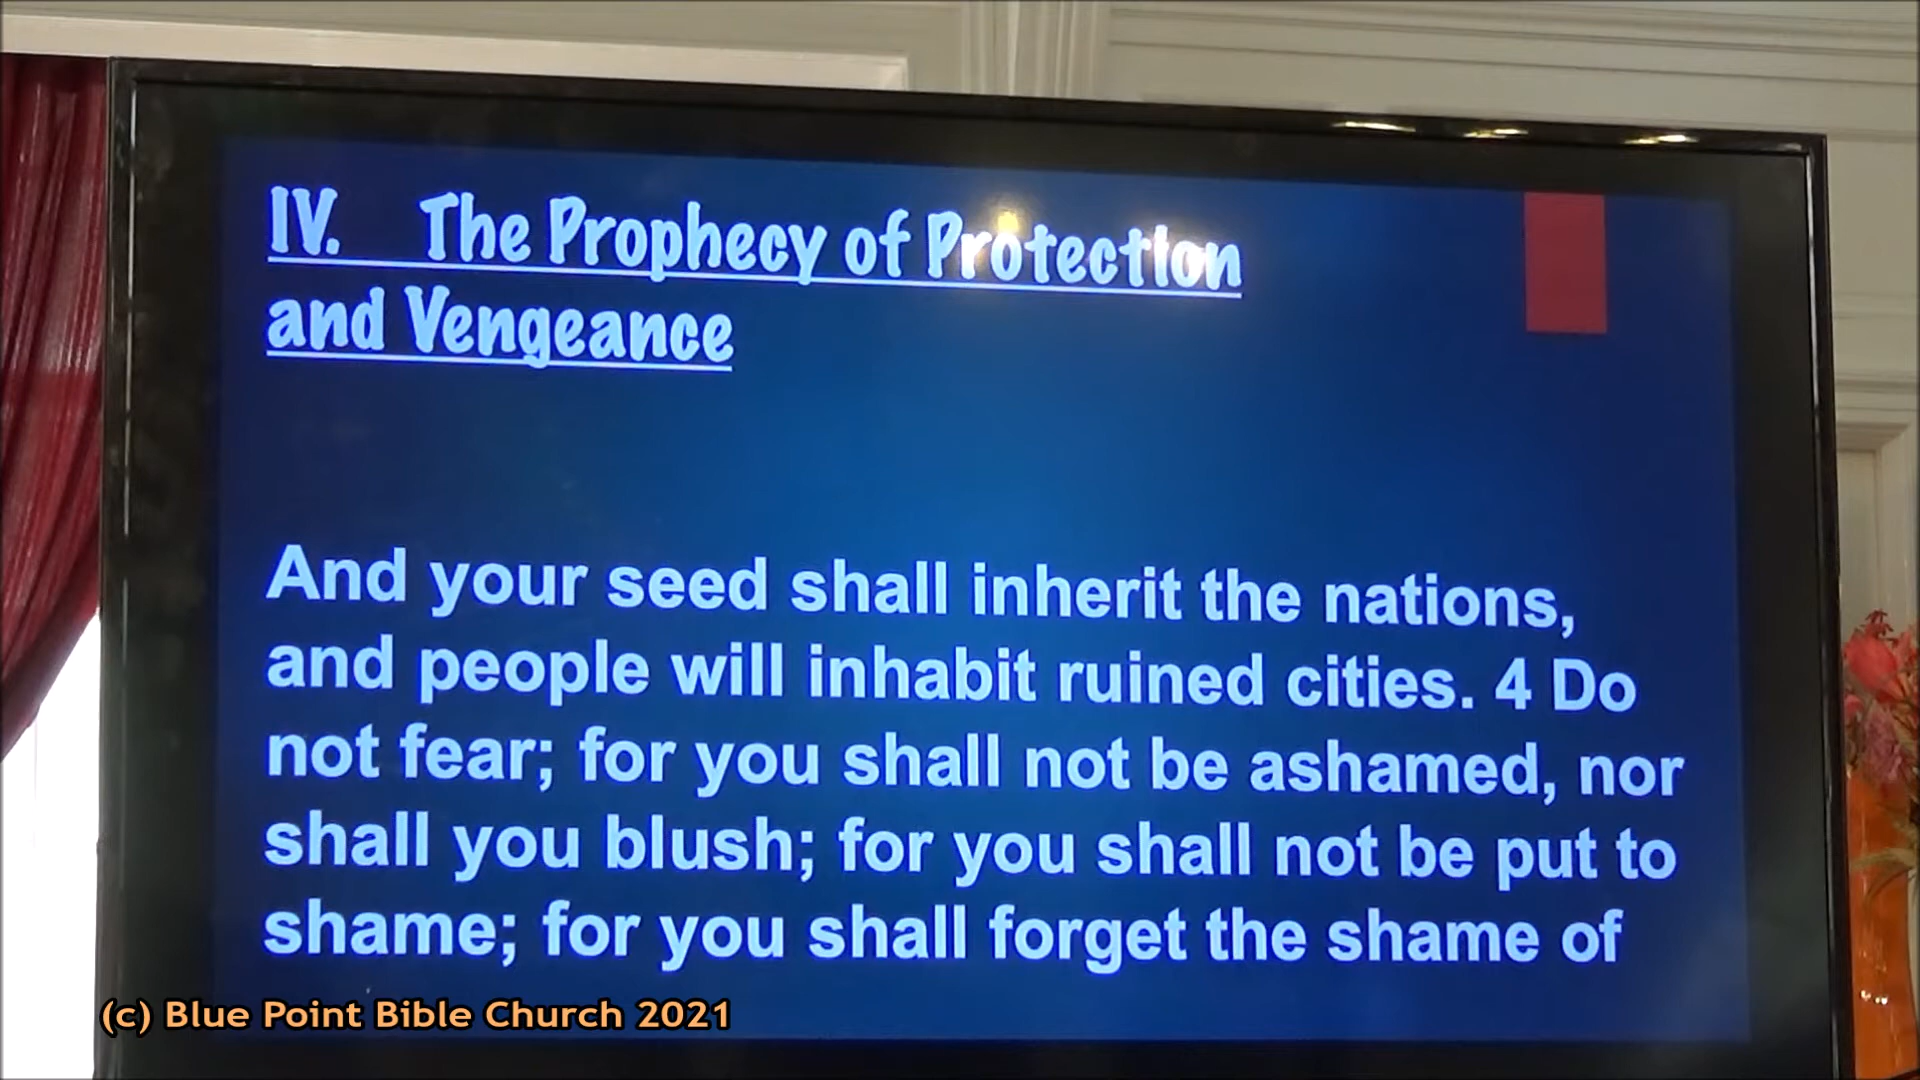 IV. The Prophecy of Protection
and Vengeance
And your seed shall inherit the nations,
and people will inhabit ruined cities. 4 Do
not fear; for you shall not be ashamed, nor
shall you blush; for you shall not be put to
shame; for you shall forget the shame of
(c) Blue Point Bible Church 2021